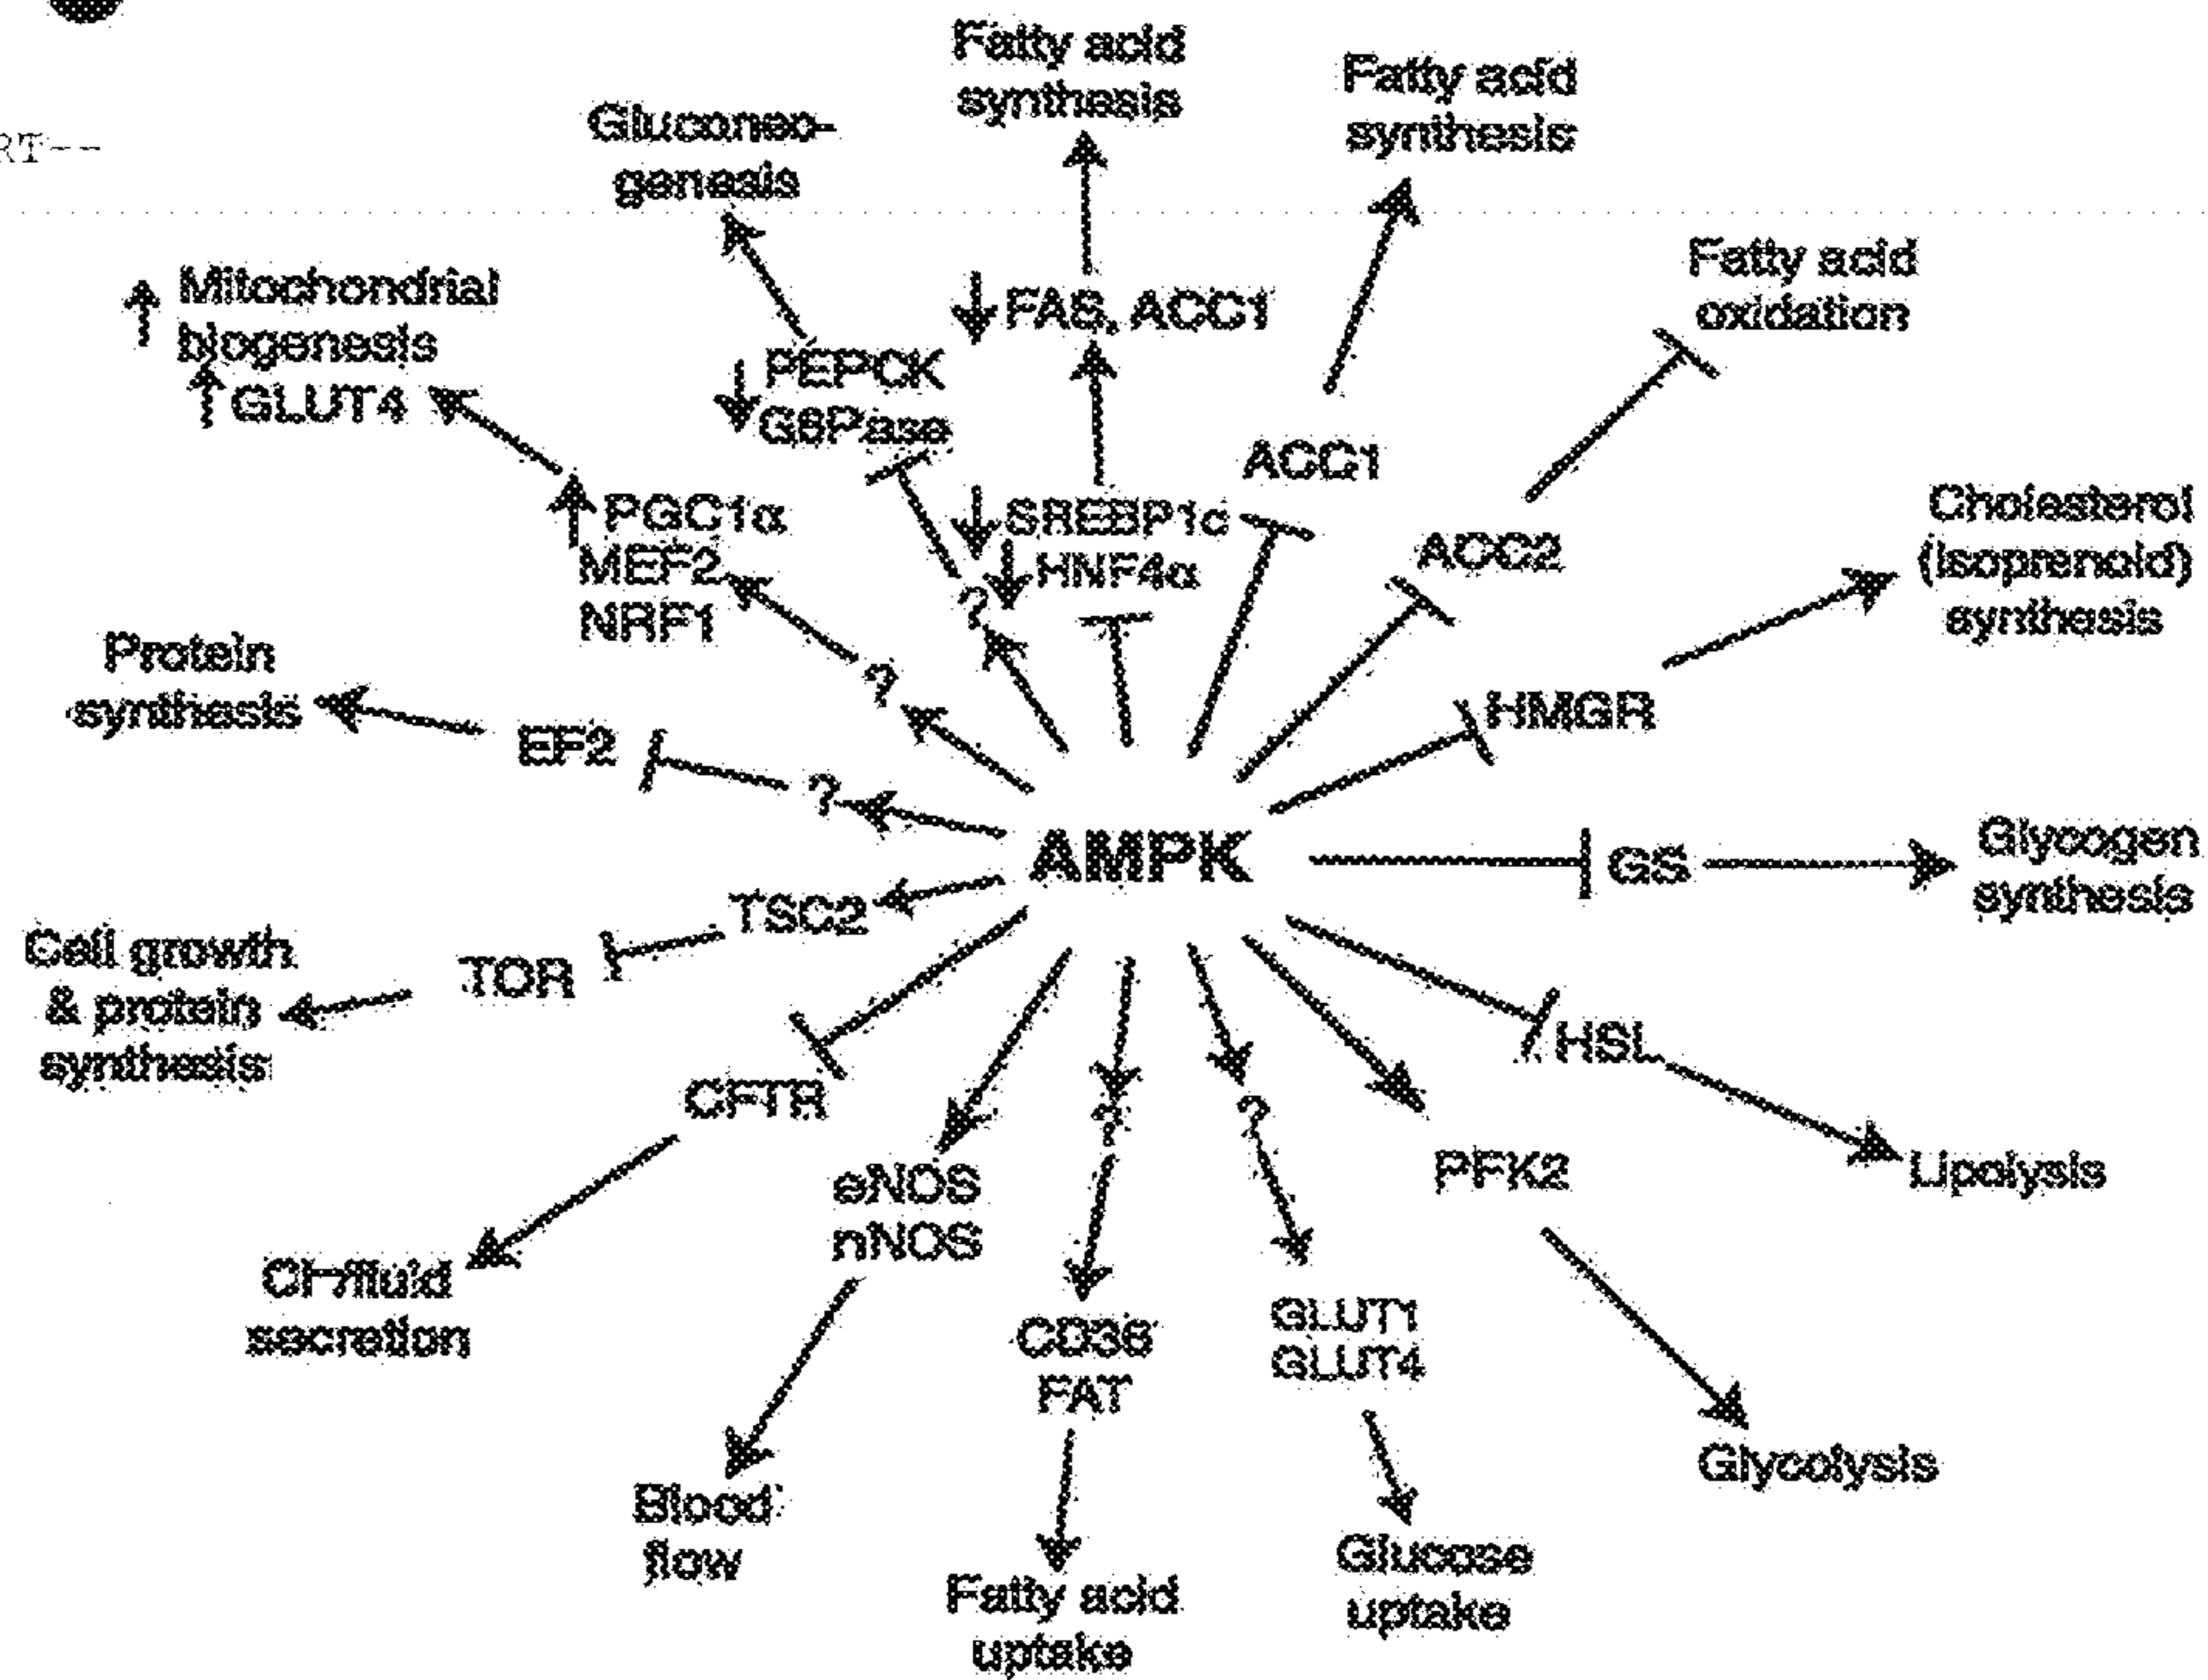 RT--
Fatty acid
synthesis
Fatty acid
synthesis
Gluconeo-
genesis
Fatty acid
oxidation
↑ Mitochondrial
biogenesis
↑ GLUT4
↓ FAS, ACC1
↓ PEPCK
G6Pase
ACC1
↑ PGC1α
MEF2
NRF1
↓ SREBP1c
↓ HNF4α
?
ACC2
Cholesterol
(isoprenoid)
synthesis
Protein
synthesis
?
HMGR
EF2
?
AMPK
GS
Glycogen
synthesis
TSC2
Cell growth
& protein
synthesis
TOR
HSL
CFTR
?
?
eNOS
nNOS
PFK2
Lipolysis
Cl-/fluid
secretion
CD36
FAT
GLUT1
GLUT4
Glycolysis
Blood
flow
Fatty acid
uptake
Glucose
uptake